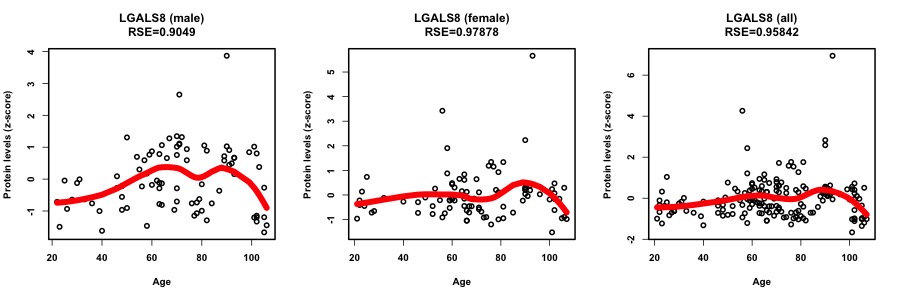 LGALS8 (male)
RSE=0.9049
Protein levels (z-score)
4
3
2
1
0
-1
20 40 60 80 100
Age
LGALS8 (female)
RSE=0.97878
Protein levels (z-score)
5
4
3
2
1
0
-1
20 40 60 80 100
Age
LGALS8 (all)
RSE=0.95842
Protein levels (z-score)
6
4
2
0
-2
20 40 60 80 100
Age